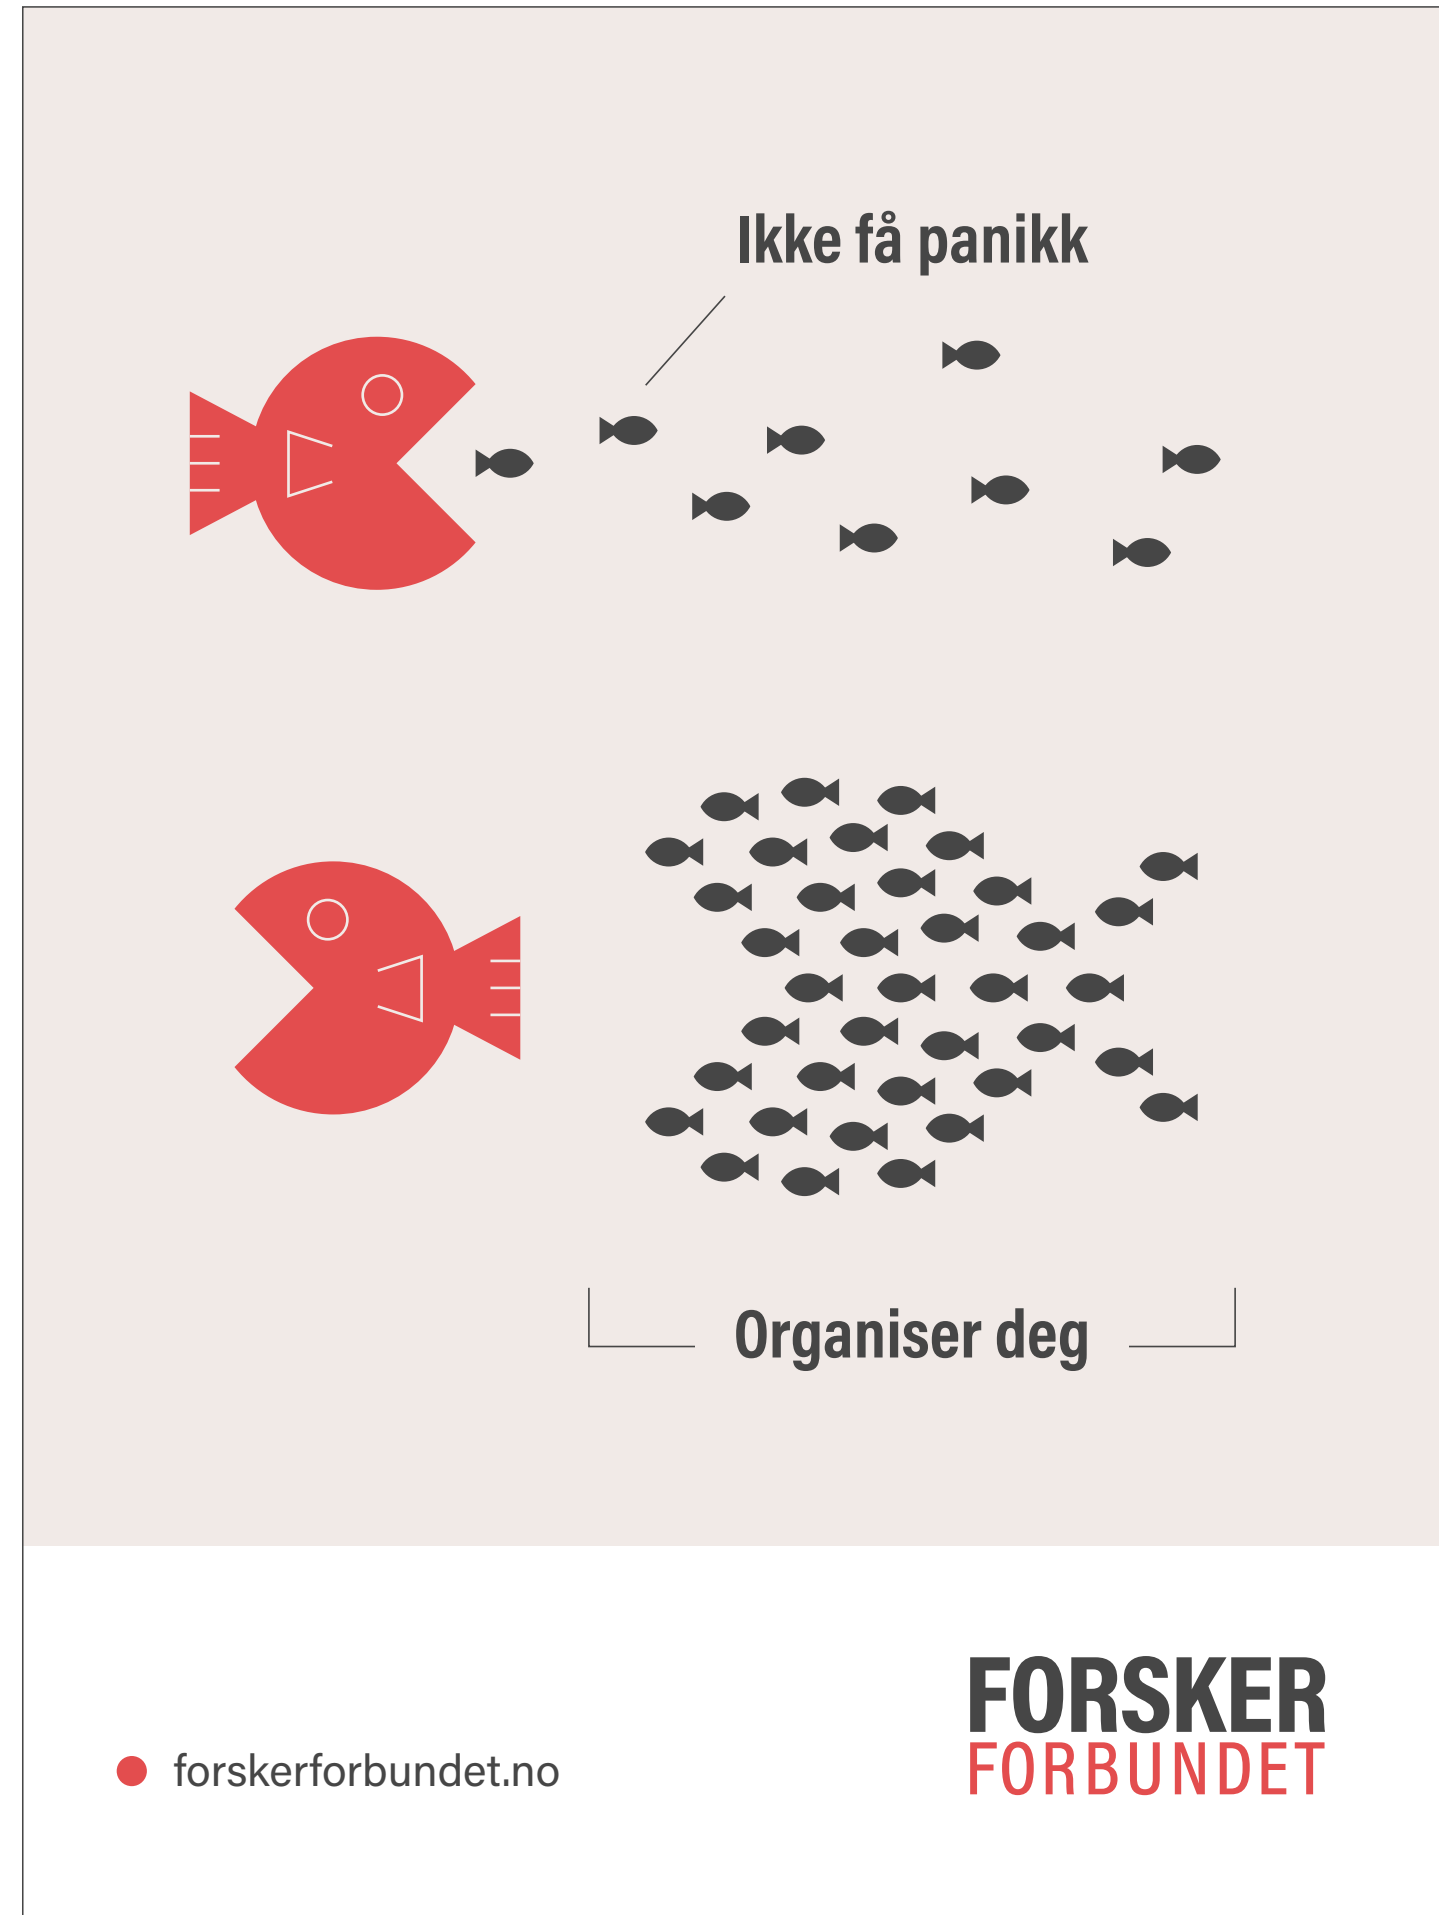 Ikke få panikk
Organiser deg
forskerforbundet.no
FORSKER
FORBUNDET